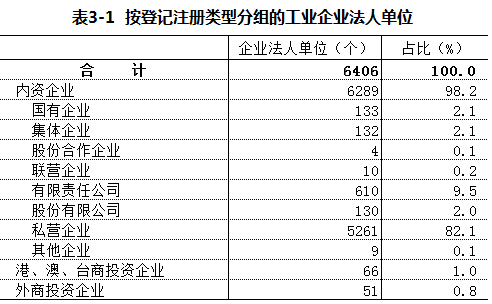 表3-1 按登记注册类型分组的工业企业法人单位
企业法人单位（个） 占比（%）
合 计 6406 100.0
内资企业 6289 98.2
国有企业 133 2.1
集体企业 132 2.1
股份合作企业 4 0.1
联营企业 10 0.2
有限责任公司 610 9.5
股份有限公司 130 2.0
私营企业 5261 82.1
其他企业 9 0.1
港、澳、台商投资企业 66 1.0
外商投资企业 51 0.8